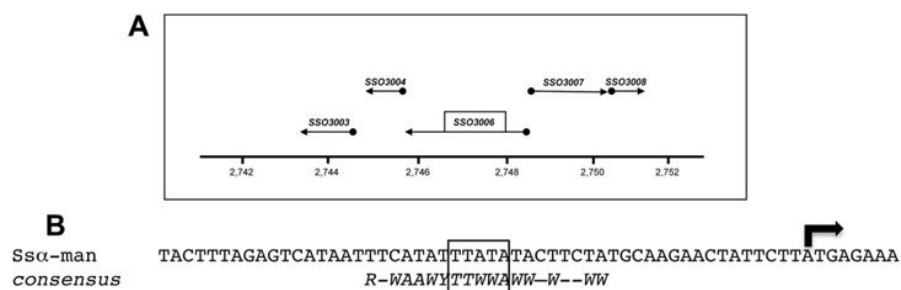 A
SSO3004
SSO3007
SSO3008
SSO3003
SSO3006
2,742
2,744
2,746
2,748
2,750
2,752
B
Ssα-man TACTTTAGAGTCATAATTTCATATTTATATACTTCTATGCAAGAACTATTCTTATGAGAAA
consensus R-WAAWYTTWWAWW—W--WW